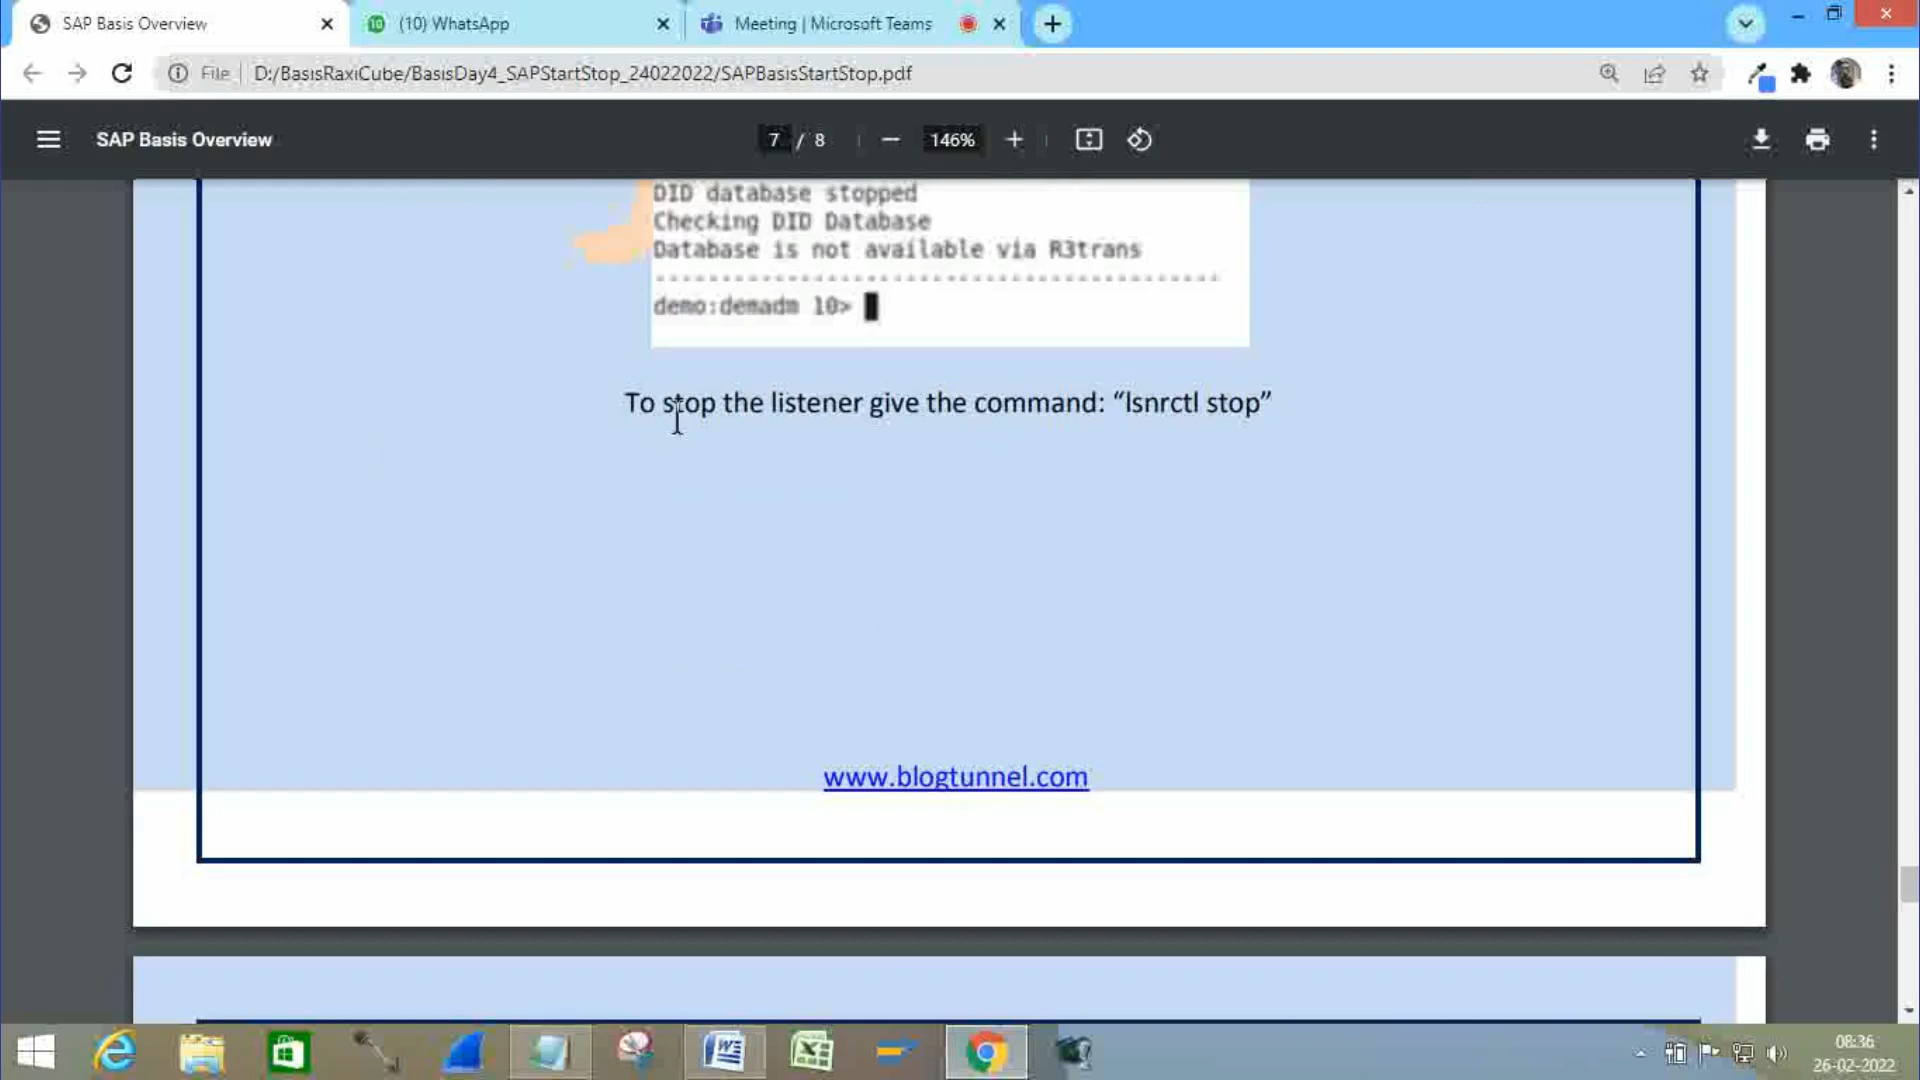 SAP Basis Overview
(10) WhatsApp
Meeting | Microsoft Teams
File
D:/BasisRaxiCube/BasisDay4_SAPStartStop_24022022/SAPBasisStartStop.pdf
SAP Basis Overview
7 / 8
146%
DID database stopped
Checking DID Database
Database is not available via R3trans
--------------------------------------------
demo:demadm 10>
To stop the listener give the command: “lsnrctl stop”
www.blogtunnel.com
08:36
26-02-2022